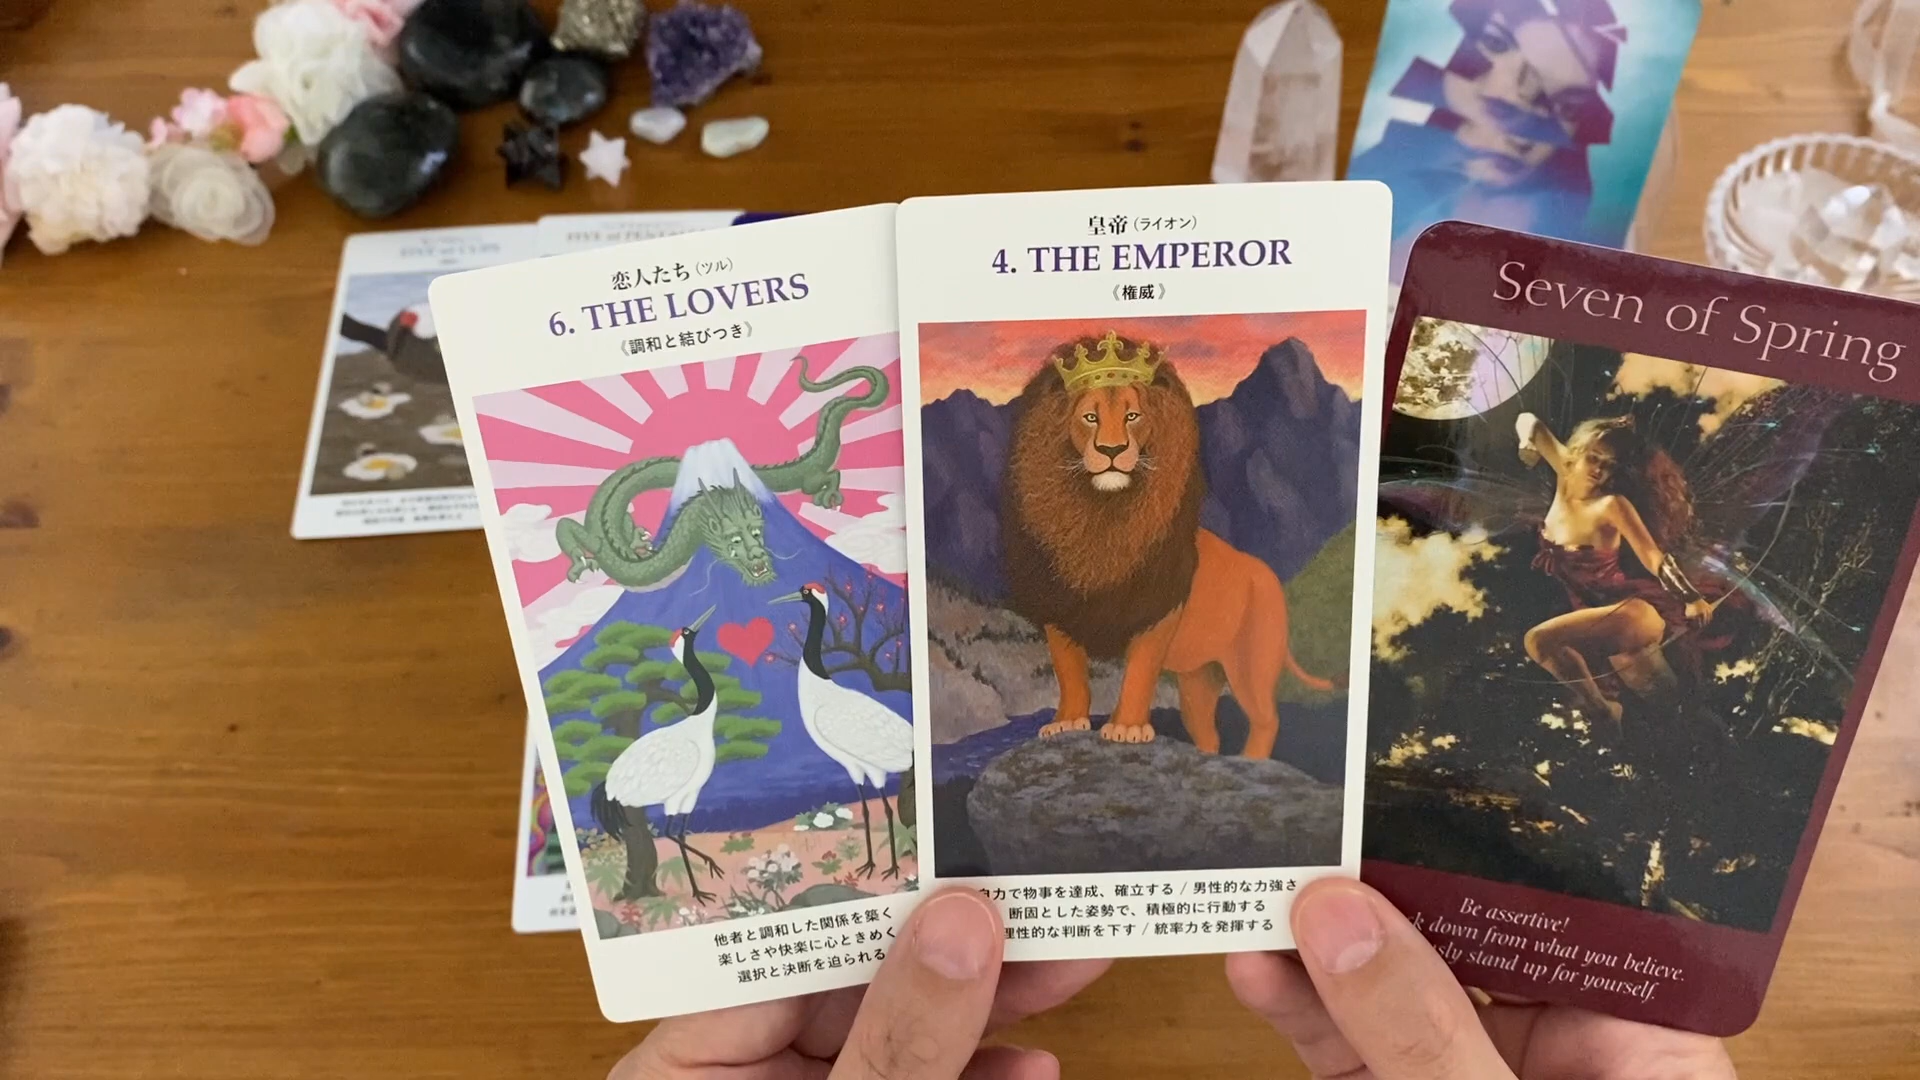 恋人たち（ツル）
6. THE LOVERS
《調和と結びつき》
他者と調和した関係を築く
楽しさや快楽に心ときめく
選択と決断を迫られる
皇帝（ライオン）
4. THE EMPEROR
《権威》
自力で物事を達成、確立する / 男性的な力強さ
断固とした姿勢で、積極的に行動する
理性的な判断を下す / 統率力を発揮する
Seven of Spring
Be assertive!
down from what you believe.
stand up for yourself.
FIVE of CUPS
FIVE of